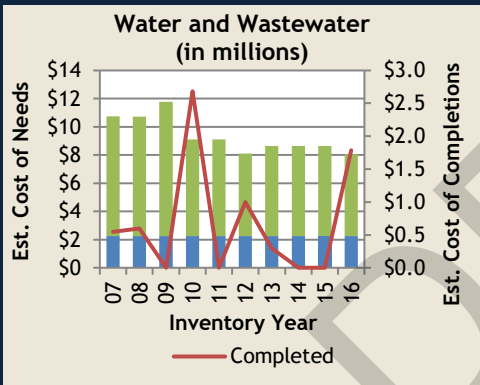 Water and Wastewater
(in millions)
Est. Cost of Needs
$14
$12
$10
$8
$6
$4
$2
$0
$3.0
$2.5
$2.0
$1.5
$1.0
$0.5
$0.0
Est. Cost of Completions
07 08 09 10 11 12 13 14 15 16
Inventory Year
Completed